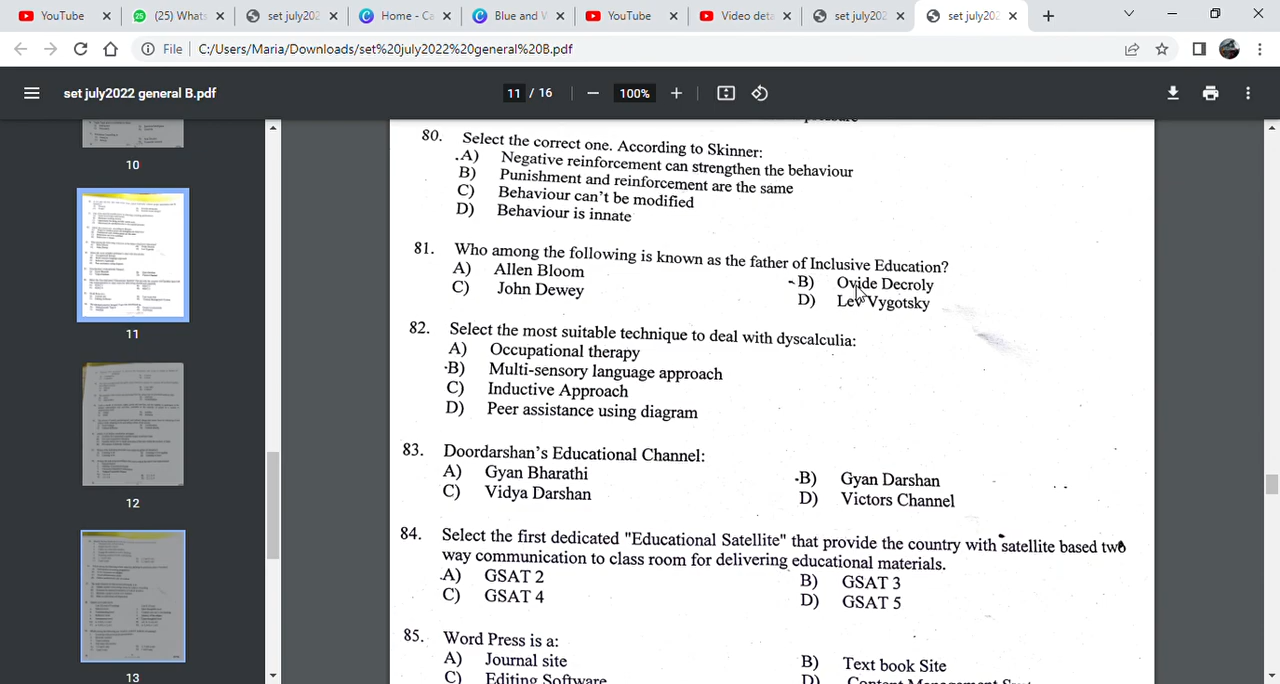 YouTube
(25) Whats
set july202
Home - Ca
Blue and V
YouTube
Video deta
set july202
set july202
File
C:/Users/Maria/Downloads/set%20july2022%20general%20B.pdf
set july2022 general B.pdf
11 / 16
100%
10
11
12
13
80. Select the correct one. According to Skinner:
A) Negative reinforcement can strengthen the behaviour
B) Punishment and reinforcement are the same
C) Behaviour can't be modified
D) Behaviour is innate
81. Who among the following is known as the father of Inclusive Education?
A) Allen Bloom
B) Ovide Decroly
C) John Dewey
D) Lev Vygotsky
82. Select the most suitable technique to deal with dyscalculia:
A) Occupational therapy
B) Multi-sensory language approach
C) Inductive Approach
D) Peer assistance using diagram
83. Doordarshan's Educational Channel:
A) Gyan Bharathi
B) Gyan Darshan
C) Vidya Darshan
D) Victors Channel
84. Select the first dedicated "Educational Satellite" that provide the country with satellite based two
way communication to class room for delivering educational materials.
A) GSAT 2
B) GSAT 3
C) GSAT 4
D) GSAT 5
85. Word Press is a:
A) Journal site
B) Text book Site
C) Editing Software
D) Content Management